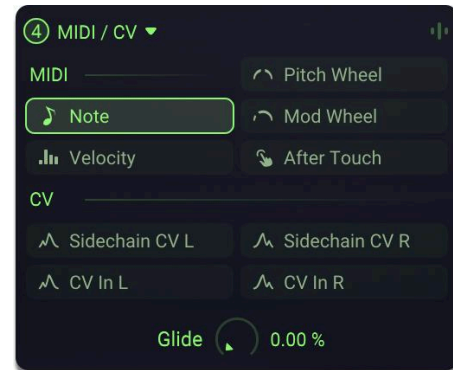 4 MIDI / CV
MIDI
Pitch Wheel
Note
Mod Wheel
Velocity
After Touch
CV
Sidechain CV L
Sidechain CV R
CV In L
CV In R
Glide 0.00 %